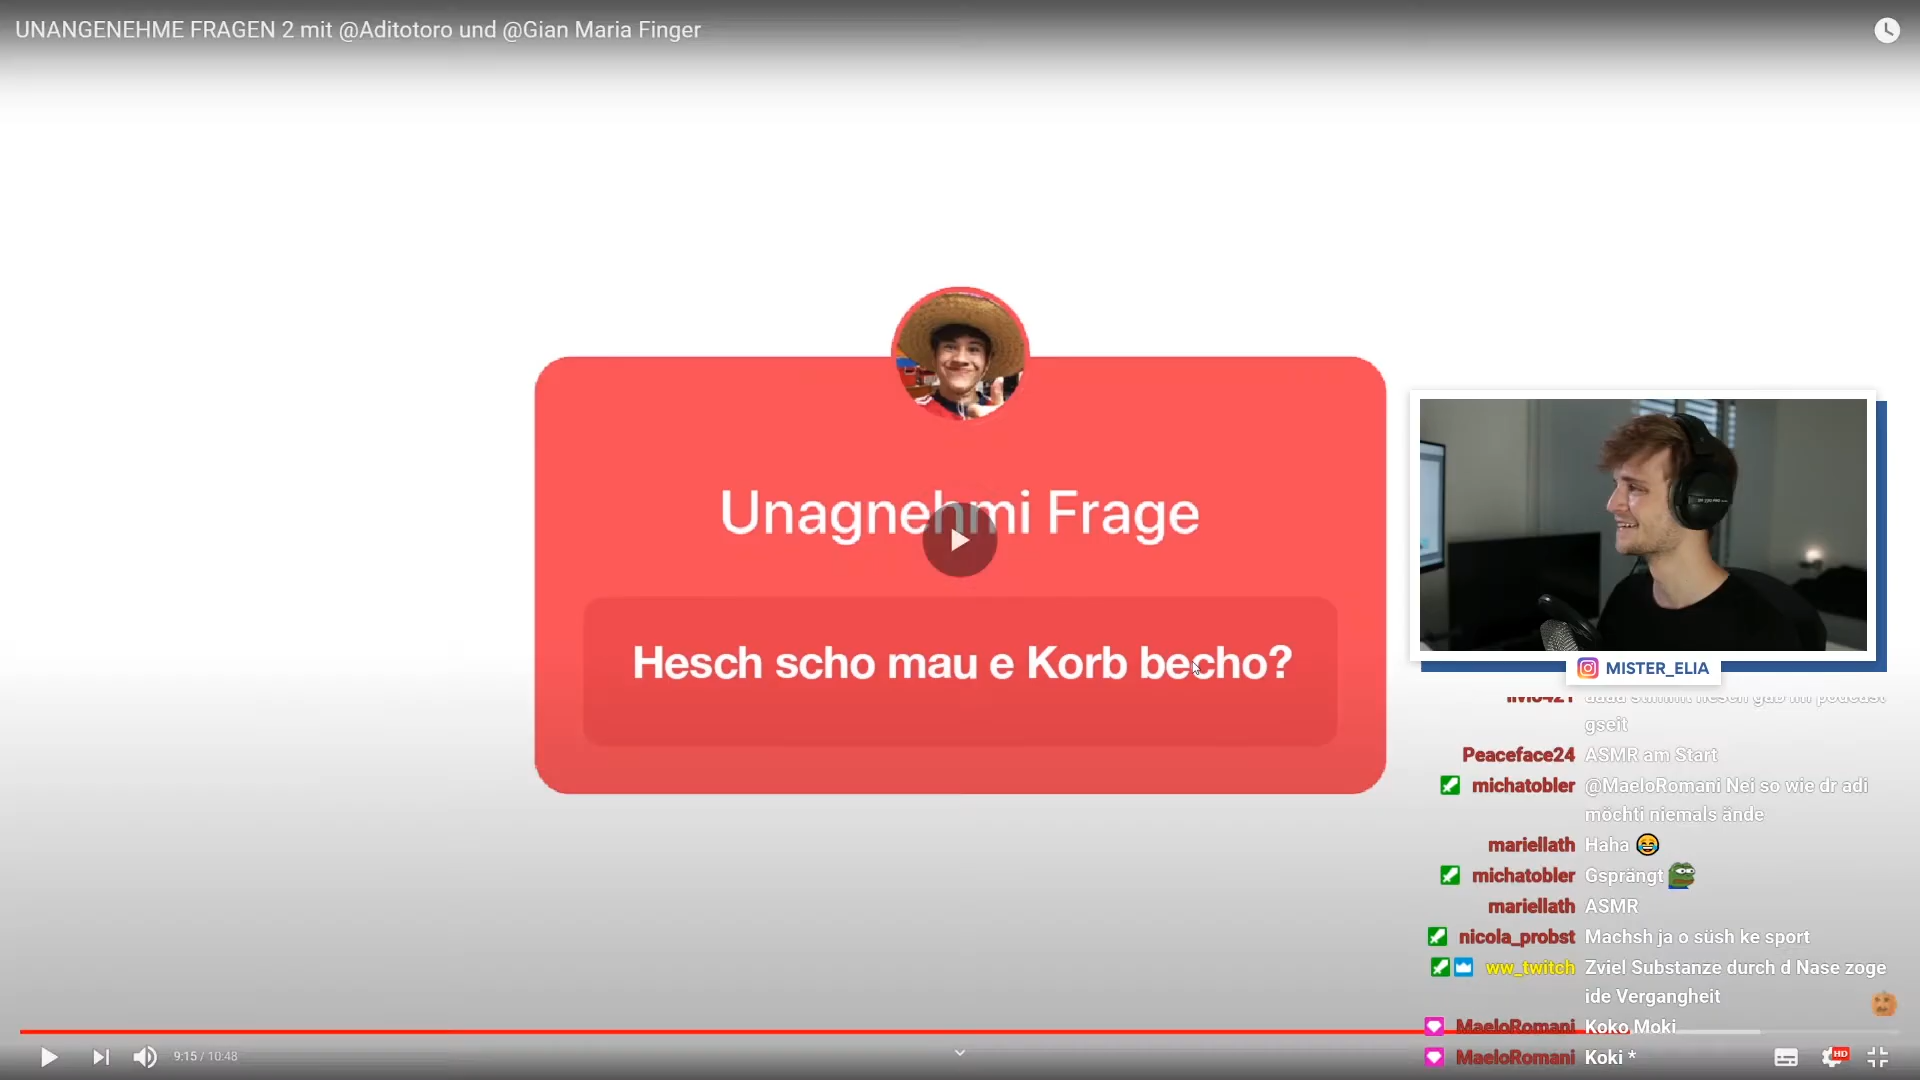 UNANGENEHME FRAGEN 2 mit @Aditotoro und @Gian Maria Finger
Unagnehmi Frage
Hesch scho mau e Korb becho?
MISTER_ELIA
gseit
Peaceface24 ASMR am Start
michatobler @MaeloRomani Nei so wie dr adi
möchti niemals ände
mariellath Haha 😂
michatobler Gsprängt
mariellath ASMR
nicola_probst Machsh ja o süsh ke sport
ww_twitch Zviel Substanze durch d Nase zoge
ide Vergangheit
MaeloRomani Koko Moki
MaeloRomani Koki *
9:15 / 10:48
HD